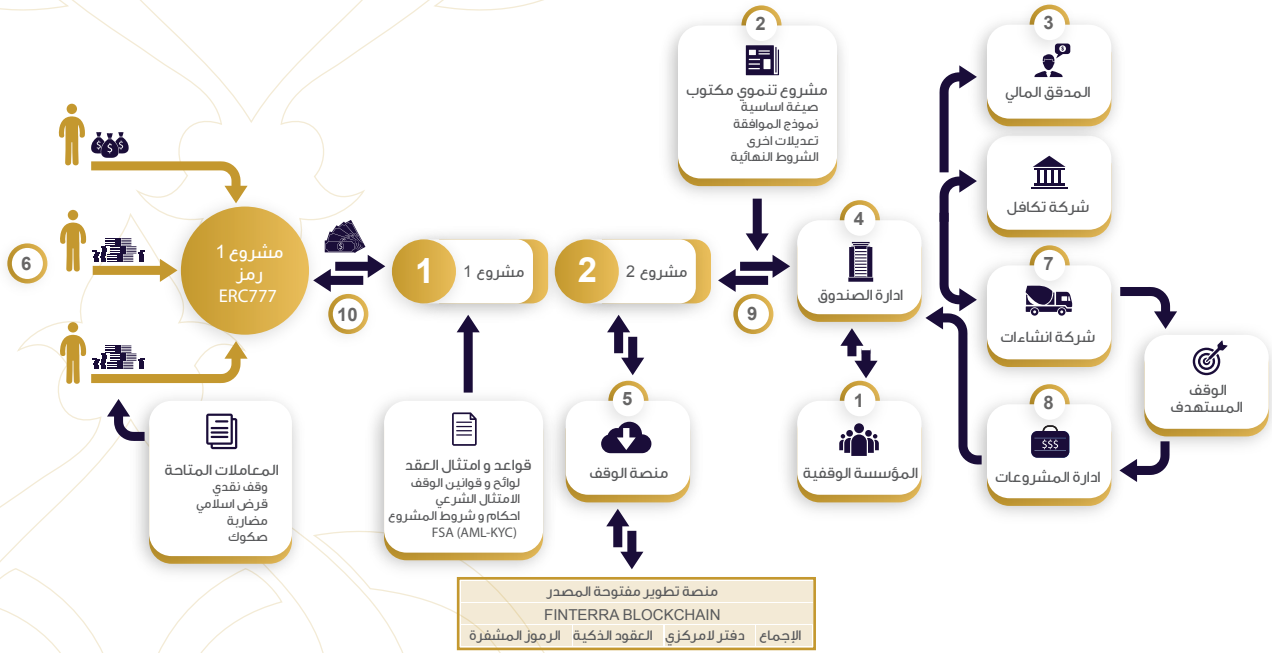 6
مشروع 1
رمز
ERC777
10
1
مشروع 1
2
مشروع 2
9
2
مشروع تنموي مكتوب
صيغة اساسية
نموذج الموافقة
تعديلات اخرى
الشروط النهائية
3
المدقق المالي
شركة تكافل
4
ادارة الصندوق
7
شركة انشاءات
الوقف
المستهدف
8
$$$
ادارة المشروعات
1
المؤسسة الوقفية
5
منصة الوقف
قواعد و امتثال العقد
لوائح و قوانين الوقف
الامتثال الشرعي
احكام و شروط المشروع
FSA (AML-KYC)
المعاملات المتاحة
وقف نقدي
قرض اسلامي
مضاربة
صكوك
منصة تطوير مفتوحة المصدر
FINTERRA BLOCKCHAIN
الإجماع دفتر لامركزي العقود الذكية الرموز المشفرة